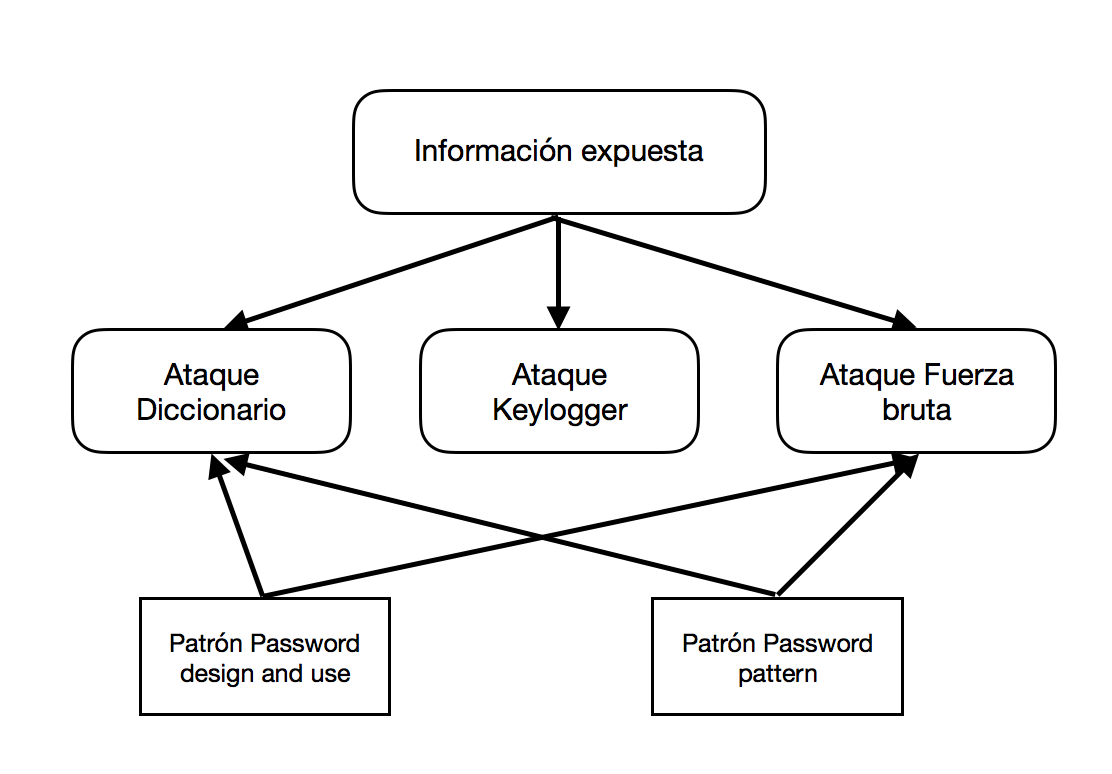 Información expuesta
Ataque
Diccionario
Ataque
Keylogger
Ataque Fuerza
bruta
Patrón Password
design and use
Patrón Password
pattern